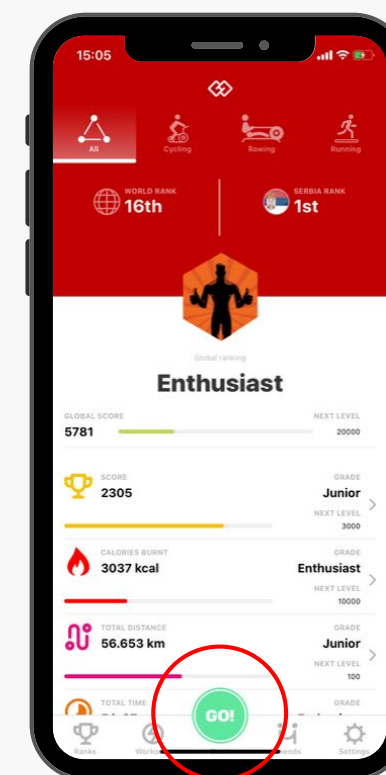 15:05
All
Cycling
Rowing
Running
WORLD RANK
16th
SERBIA RANK
1st
Global ranking
Enthusiast
GLOBAL SCORE
NEXT LEVEL
5781
20000
SCORE
GRADE
2305
Junior
NEXT LEVEL
3000
CALORIES BURNT
GRADE
3037 kcal
Enthusiast
NEXT LEVEL
10000
TOTAL DISTANCE
GRADE
56.653 km
Junior
NEXT LEVEL
100
TOTAL TIME
GRADE
GO!
Ranks
Settings